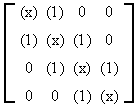 (x) (1) 0 0
(1) (x) (1) 0
0 (1) (x) (1)
0 0 (1) (x)